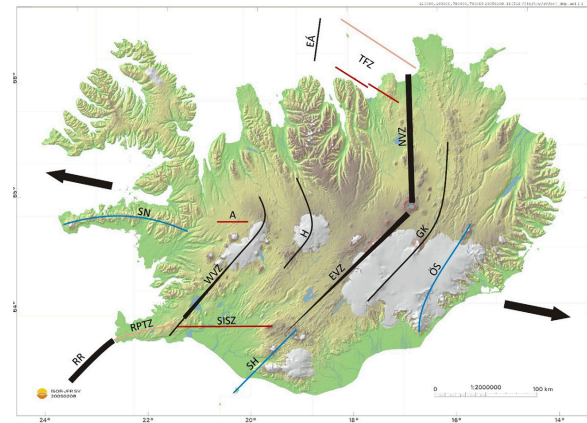 EÁ
TFZ
NVZ
66°
65°
SN
A
H
GK
WVZ
EVZ
ÖS
64°
RPTZ
SISZ
RR
SH
ISOR-JFR.SV
20050208
0
1:2000000
100 km
24°
22°
20°
18°
16°
14°